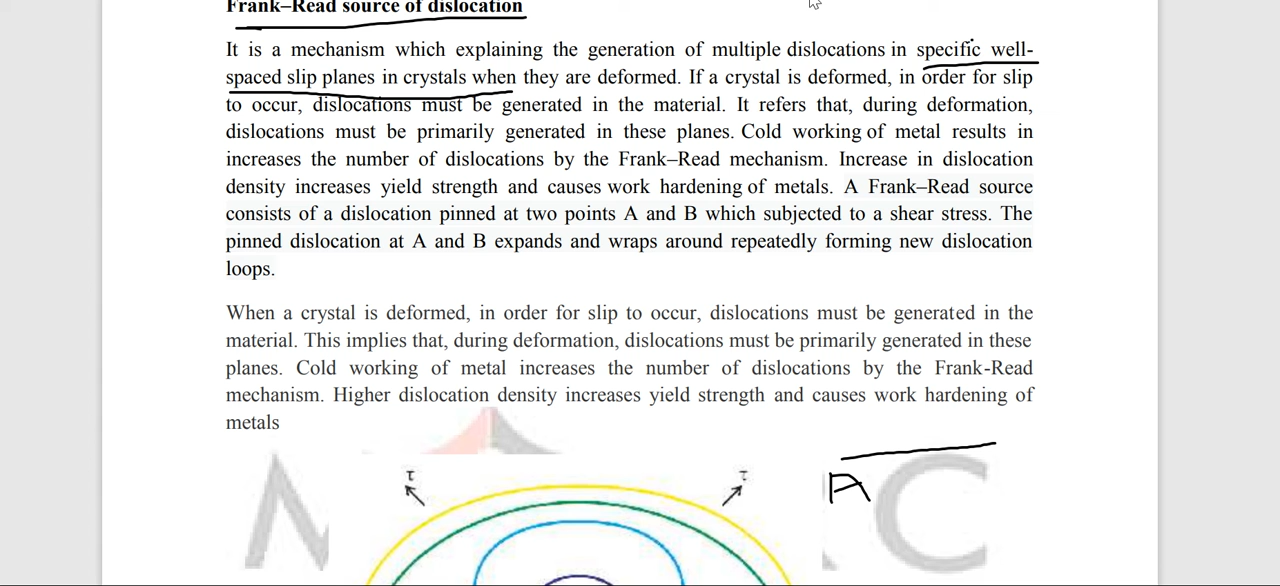 Frank–Read source of dislocation
It is a mechanism which explaining the generation of multiple dislocations in specific well-
spaced slip planes in crystals when they are deformed. If a crystal is deformed, in order for slip
to occur, dislocations must be generated in the material. It refers that, during deformation,
dislocations must be primarily generated in these planes. Cold working of metal results in
increases the number of dislocations by the Frank–Read mechanism. Increase in dislocation
density increases yield strength and causes work hardening of metals. A Frank–Read source
consists of a dislocation pinned at two points A and B which subjected to a shear stress. The
pinned dislocation at A and B expands and wraps around repeatedly forming new dislocation
loops.
When a crystal is deformed, in order for slip to occur, dislocations must be generated in the
material. This implies that, during deformation, dislocations must be primarily generated in these
planes. Cold working of metal increases the number of dislocations by the Frank-Read
mechanism. Higher dislocation density increases yield strength and causes work hardening of
metals
τ τ
A
N C